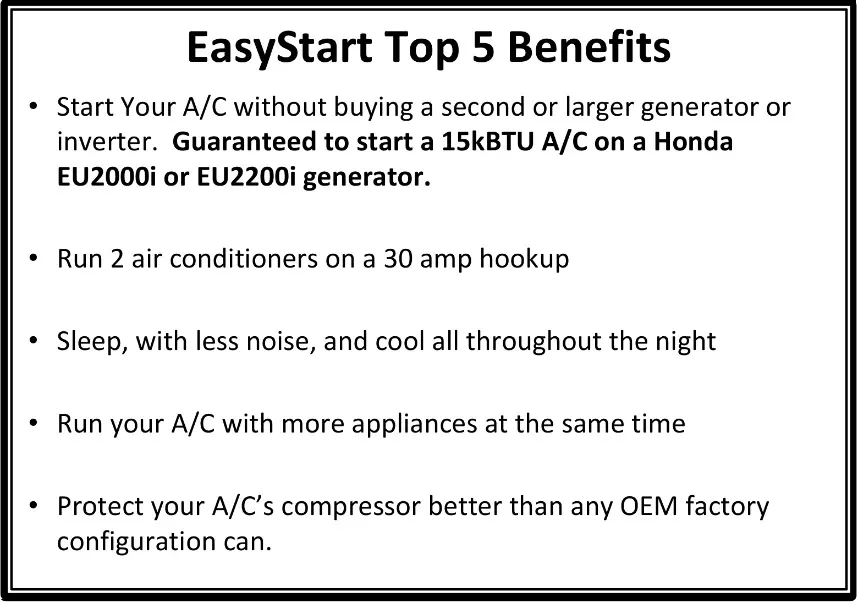 EasyStart Top 5 Benefits
• Start Your A/C without buying a second or larger generator or
inverter.  Guaranteed to start a 15kBTU A/C on a Honda
EU2000i or EU2200i generator.
• Run 2 air conditioners on a 30 amp hookup
• Sleep, with less noise, and cool all throughout the night
• Run your A/C with more appliances at the same time
• Protect your A/C’s compressor better than any OEM factory
configuration can.